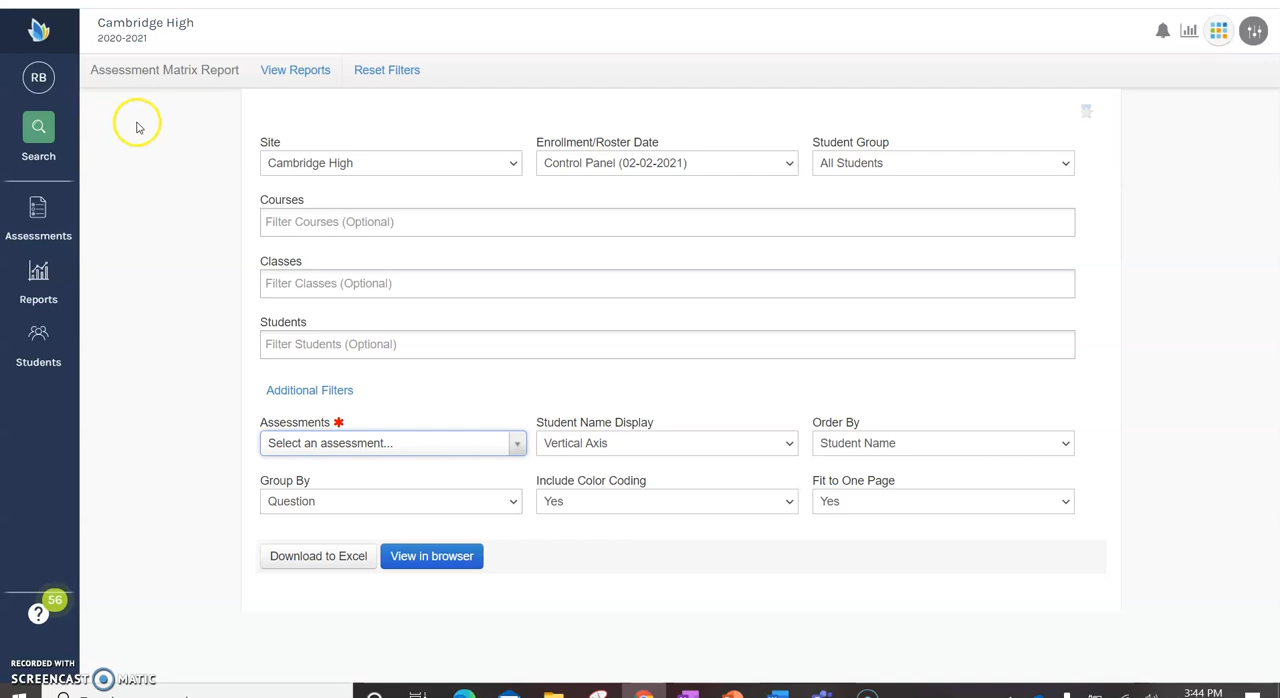 Cambridge High
2020-2021
RB
Search
Assessments
Reports
Students
56
?
Assessment Matrix Report View Reports Reset Filters
Site Enrollment/Roster Date Student Group
Cambridge High Control Panel (02-02-2021) All Students
Courses
Filter Courses (Optional)
Classes
Filter Classes (Optional)
Students
Filter Students (Optional)
Additional Filters
Assessments * Student Name Display Order By
Select an assessment... Vertical Axis Student Name
Group By Include Color Coding Fit to One Page
Question Yes Yes
Download to Excel View in browser
RECORDED WITH
SCREENCAST MATIC
3:44 PM